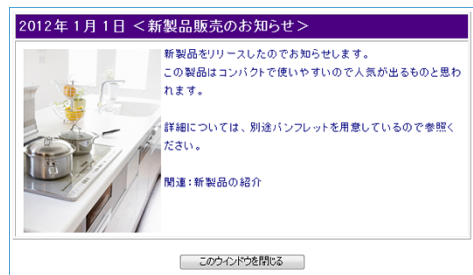 2012年1月1日 <新製品販売のお知らせ>
新製品をリリースしたのでお知らせします。
この製品はコンパクトで使いやすいので人気が出るものと思わ
れます。
詳細については、別途パンフレットを用意しているので参照く
ださい。
関連:新製品の紹介
このウインドウを閉じる